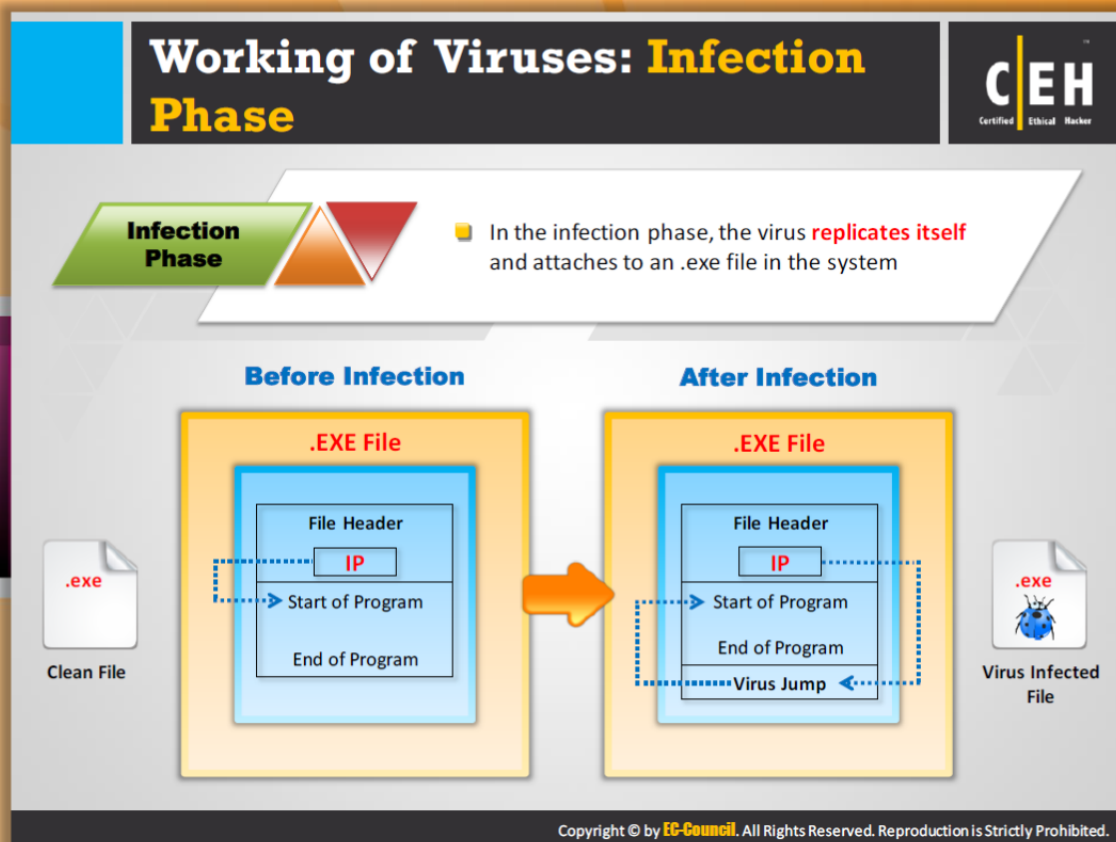 Working of Viruses: Infection
Phase
CEH
™
Certified Ethical Hacker
Infection
Phase
In the infection phase, the virus replicates itself
and attaches to an .exe file in the system
Before Infection
.EXE File
File Header
IP
Start of Program
End of Program
.exe
Clean File
After Infection
.EXE File
File Header
IP
Start of Program
End of Program
Virus Jump
.exe
Virus Infected
File
Copyright © by EC-Council. All Rights Reserved. Reproduction is Strictly Prohibited.